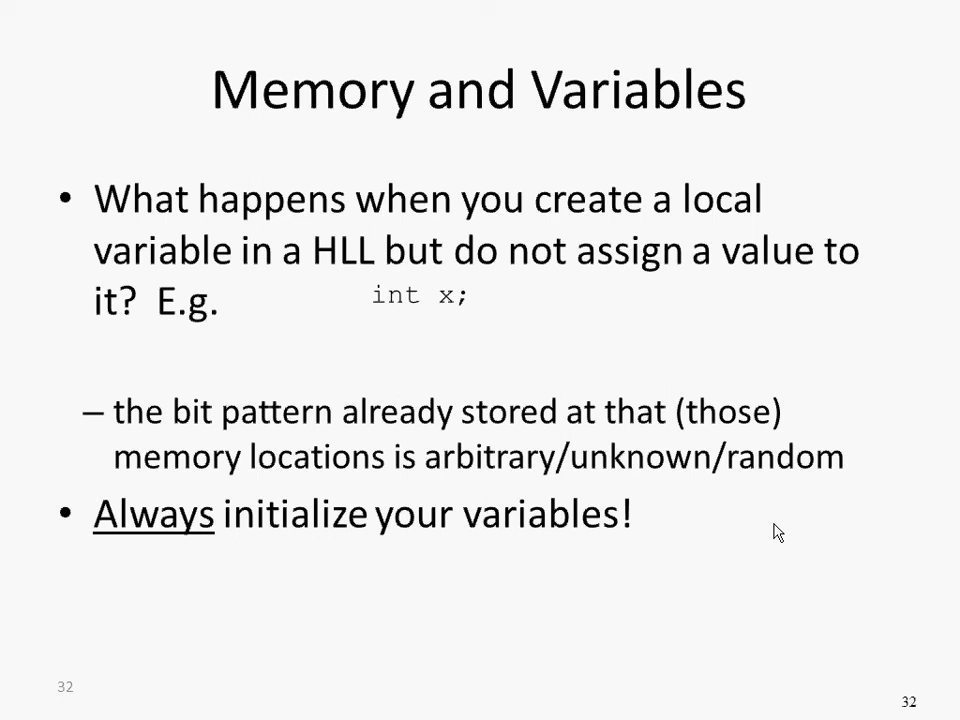 Memory and Variables
• What happens when you create a local
variable in a HLL but do not assign a value to
it?  E.g. int x;
– the bit pattern already stored at that (those)
memory locations is arbitrary/unknown/random
• Always initialize your variables!
32
32